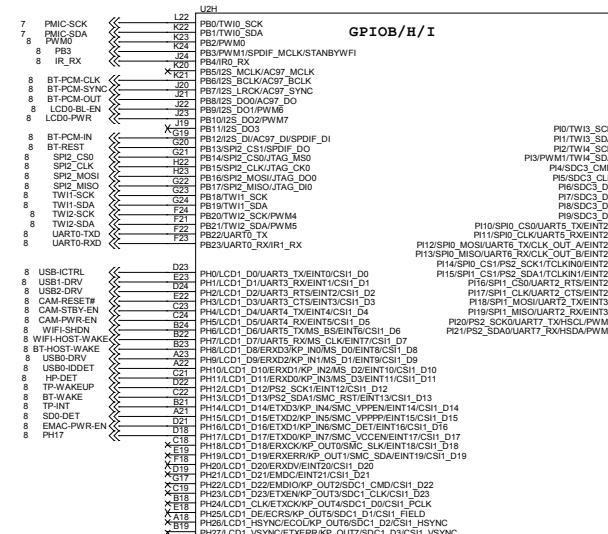 U2H
GPIOB/H/I
7 PMIC-SCK L22 PB0/TWI0_SCK
7 PMIC-SDA K22 PB1/TWI0_SDA
8 PWM0 K23 PB2/PWM0
8 PB3 K24 PB3/PWM1/SPDIF_MCLK/STANBYWFI
8 IR_RX J24 PB4/IR0_RX
K20 PB5/I2S_MCLK/AC97_MCLK
8 BT-PCM-CLK K21 PB6/I2S_BCLK/AC97_BCLK
8 BT-PCM-SYNC J20 PB7/I2S_LRCK/AC97_SYNC
8 BT-PCM-OUT J21 PB8/I2S_DO0/AC97_DO
8 LCD0-BL-EN J22 PB9/I2S_DO1/PWM6
8 LCD0-PWR J23 PB10/I2S_DO2/PWM7
J19 PB11/I2S_DO3
8 BT-PCM-IN G19 PB12/I2S_DI/AC97_DI/SPDIF_DI
8 BT-REST G20 PB13/SPI2_CS1/SPDIF_DO
8 SPI2_CS0 G21 PB14/SPI2_CS0/JTAG_MS0
8 SPI2_CLK H22 PB15/SPI2_CLK/JTAG_CK0
8 SPI2_MOSI H23 PB16/SPI2_MOSI/JTAG_DO0
8 SPI2_MISO G22 PB17/SPI2_MISO/JTAG_DI0
8 TWI1-SCK G23 PB18/TWI1_SCK
8 TWI1-SDA G24 PB19/TWI1_SDA
8 TWI2-SCK F24 PB20/TWI2_SCK/PWM4
8 TWI2-SDA F21 PB21/TWI2_SDA/PWM5
8 UART0-TXD F22 PB22/UART0_TX
8 UART0-RXD F23 PB23/UART0_RX/IR1_RX
8 USB-ICTRL D23 PH0/LCD1_D0/UART3_TX/EINT0/CSI1_D0
8 USB1-DRV E23 PH1/LCD1_D1/UART3_RX/EINT1/CSI1_D1
8 USB2-DRV D24 PH2/LCD1_D2/UART3_RTS/EINT2/CSI1_D2
8 CAM-RESET# E22 PH3/LCD1_D3/UART3_CTS/EINT3/CSI1_D3
8 CAM-STBY-EN C23 PH4/LCD1_D4/UART4_TX/EINT4/CSI1_D4
8 CAM-PWR-EN C24 PH5/LCD1_D5/UART4_RX/EINT5/CSI1_D5
8 WIFI-SHDN B24 PH6/LCD1_D6/UART5_TX/MS_BS/EINT6/CSI1_D6
8 WIFI-HOST-WAKE B22 PH7/LCD1_D7/UART5_RX/MS_CLK/EINT7/CSI1_D7
8 BT-HOST-WAKE B23 PH8/LCD1_D8/ERXD3/KP_IN0/MS_D0/EINT8/CSI1_D8
8 USB0-DRV A23 PH9/LCD1_D9/ERXD2/KP_IN1/MS_D1/EINT9/CSI1_D9
8 USB0-IDDET A22 PH10/LCD1_D10/ERXD1/KP_IN2/MS_D2/EINT10/CSI1_D10
8 HP-DET C21 PH11/LCD1_D11/ERXD0/KP_IN3/MS_D3/EINT11/CSI1_D11
8 TP-WAKEUP D22 PH12/LCD1_D12/PS2_SCK1/EINT12/CSI1_D12
8 BT-WAKE C22 PH13/LCD1_D13/PS2_SDA1/SMC_RST/EINT13/CSI1_D13
8 TP-INT B21 PH14/LCD1_D14/ETXD3/KP_IN4/SMC_VPPEN/EINT14/CSI1_D14
8 SD0-DET A21 PH15/LCD1_D15/ETXD2/KP_IN5/SMC_VPPPP/EINT15/CSI1_D15
8 EMAC-PWR-EN D21 PH16/LCD1_D16/ETXD1/KP_IN6/SMC_DET/EINT16/CSI1_D16
8 PH17 D18 PH17/LCD1_D17/ETXD0/KP_IN7/SMC_VCCEN/EINT17/CSI1_D17
C18 PH18/LCD1_D18/ERXCK/KP_OUT0/SMC_SLK/EINT18/CSI1_D18
E19 PH19/LCD1_D19/ERXERR/KP_OUT1/SMC_SDA/EINT19/CSI1_D19
F18 PH20/LCD1_D20/ERXDV/EINT20/CSI1_D20
D19 PH21/LCD1_D21/EMDC/EINT21/CSI1_D21
G17 PH22/LCD1_D22/EMDIO/KP_OUT2/SDC1_CMD/CSI1_D22
C19 PH23/LCD1_D23/ETXEN/KP_OUT3/SDC1_CLK/CSI1_D23
B18 PH24/LCD1_CLK/ETXCK/KP_OUT4/SDC1_D0/CSI1_PCLK
E18 PH25/LCD1_DE/ECRS/KP_OUT5/SDC1_D1/CSI1_FIELD
A18 PH26/LCD1_HSYNC/ECOL/KP_OUT6/SDC1_D2/CSI1_HSYNC
B19 PH27/LCD1_VSYNC/ETXERR/KP_OUT7/SDC1_D3/CSI1_VSYNC
PI0/TWI3_SC
PI1/TWI3_SD
PI2/TWI4_SC
PI3/PWM1/TWI4_SD
PI4/SDC3_CM
PI5/SDC3_CL
PI6/SDC3_D
PI7/SDC3_D
PI8/SDC3_D
PI9/SDC3_D
PI10/SPI0_CS0/UART5_TX/EINT2
PI11/SPI0_CLK/UART5_RX/EINT2
PI12/SPI0_MOSI/UART6_TX/CLK_OUT_A/EINT2
PI13/SPI0_MISO/UART6_RX/CLK_OUT_B/EINT2
PI14/SPI0_CS1/PS2_SCK1/TCLKIN0/EINT2
PI15/SPI1_CS1/PS2_SDA1/TCLKIN1/EINT2
PI16/SPI1_CS0/UART2_RTS/EINT2
PI17/SPI1_CLK/UART2_CTS/EINT2
PI18/SPI1_MOSI/UART2_TX/EINT3
PI19/SPI1_MISO/UART2_RX/EINT3
PI20/PS2_SCK0/UART7_TX/HSCL/PWM
PI21/PS2_SDA0/UART7_RX/HSDA/PWM